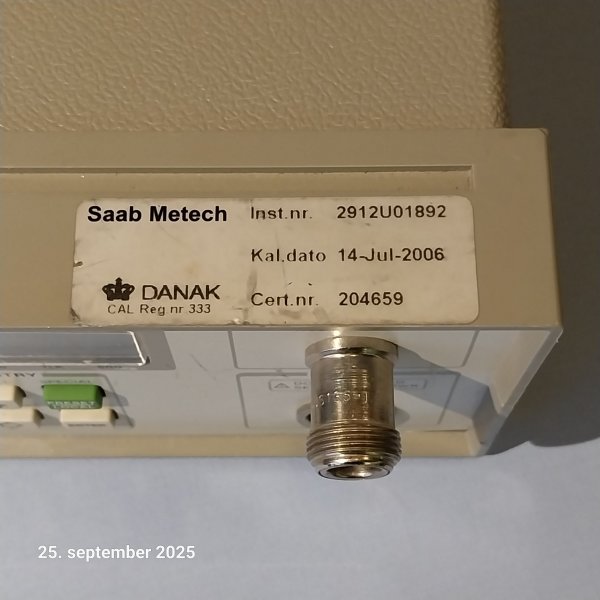 Saab Metech Inst.nr. 2912U01892
Kal.dato 14-Jul-2006
DANAK Cert.nr. 204659
CAL Reg nr 333
25. september 2025